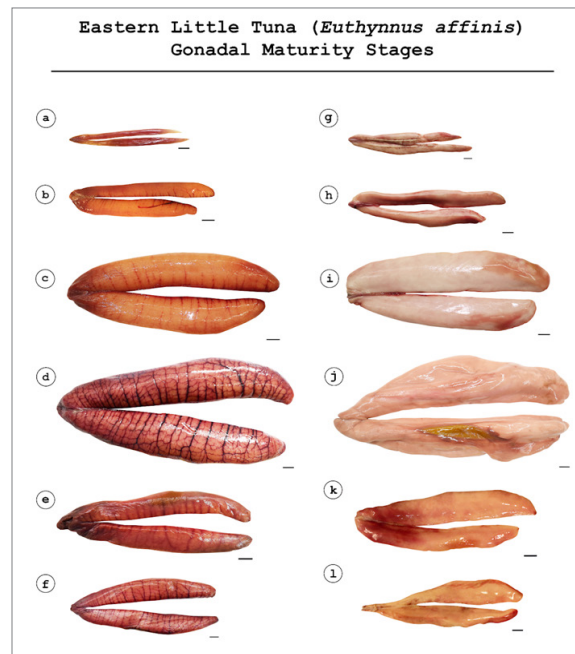 Eastern Little Tuna (Euthynnus affinis)
Gonadal Maturity Stages
a
g
b
h
c
i
d
j
e
k
f
l